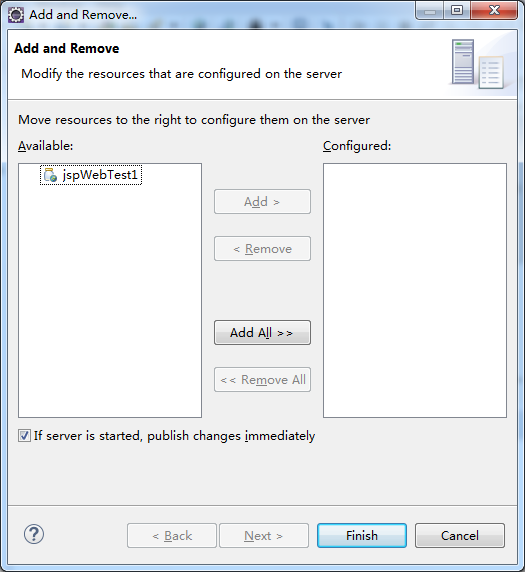 Add and Remove...
Add and Remove
Modify the resources that are configured on the server
Move resources to the right to configure them on the server
Available:
Configured:
jspWebTest1
Add >
< Remove
Add All >>
<< Remove All
If server is started, publish changes immediately
?
< Back
Next >
Finish
Cancel